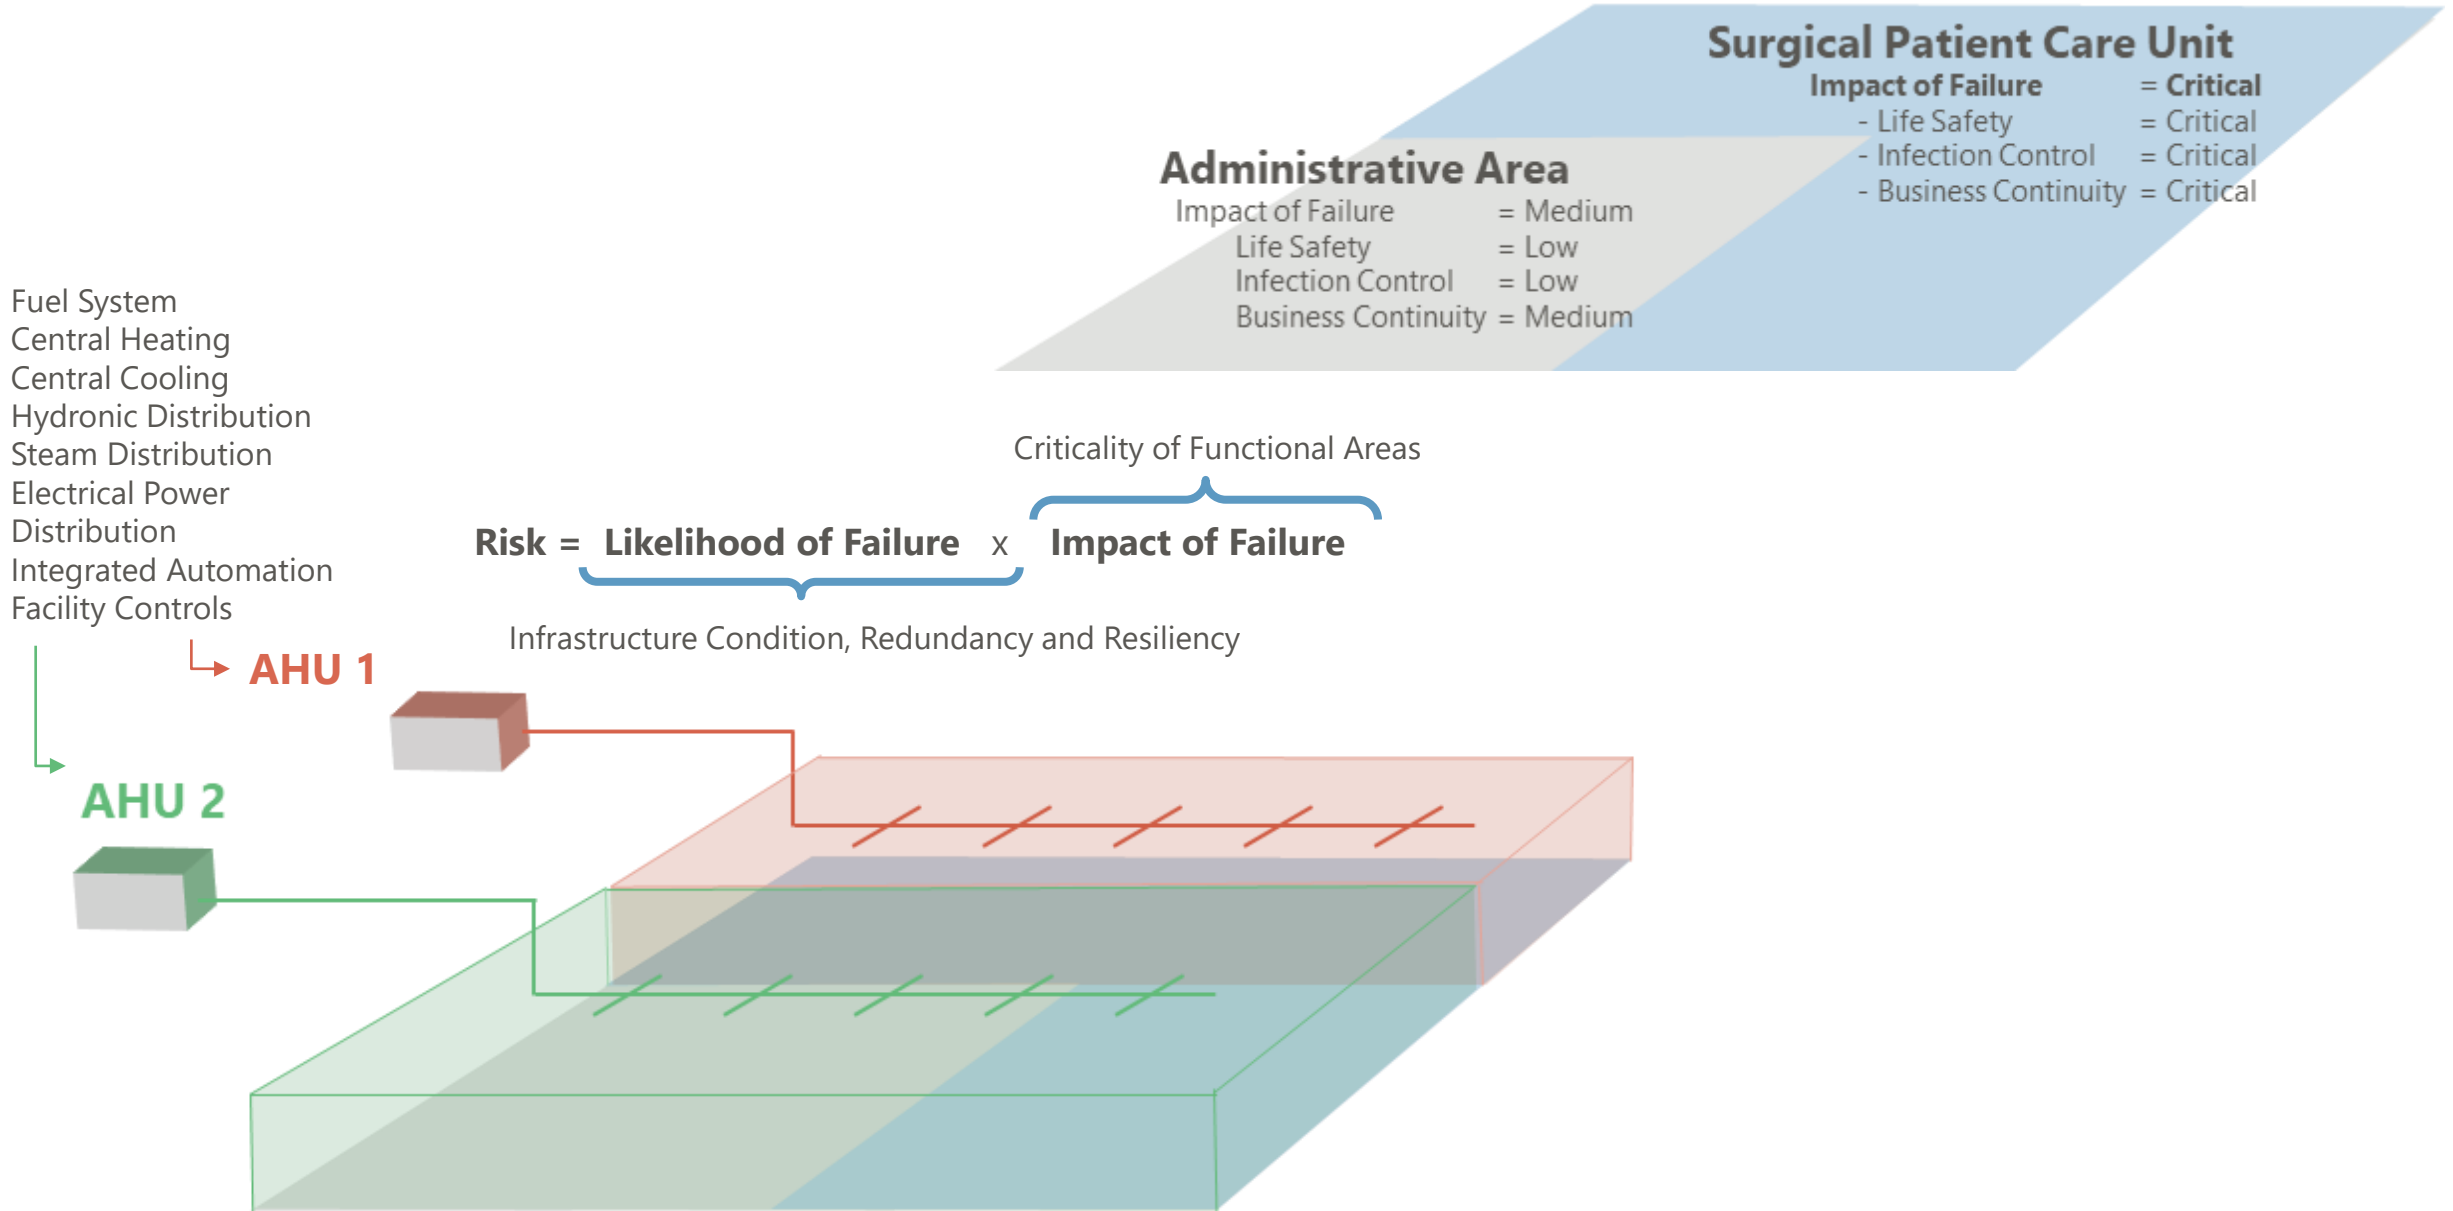 Surgical Patient Care Unit
Impact of Failure = Critical
- Life Safety = Critical
- Infection Control = Critical
- Business Continuity = Critical
Administrative Area
Impact of Failure = Medium
Life Safety = Low
Infection Control = Low
Business Continuity = Medium
Fuel System
Central Heating
Central Cooling
Hydronic Distribution
Steam Distribution
Electrical Power
Distribution
Integrated Automation
Facility Controls
Criticality of Functional Areas
Risk = Likelihood of Failure x Impact of Failure
Infrastructure Condition, Redundancy and Resiliency
AHU 1
AHU 2